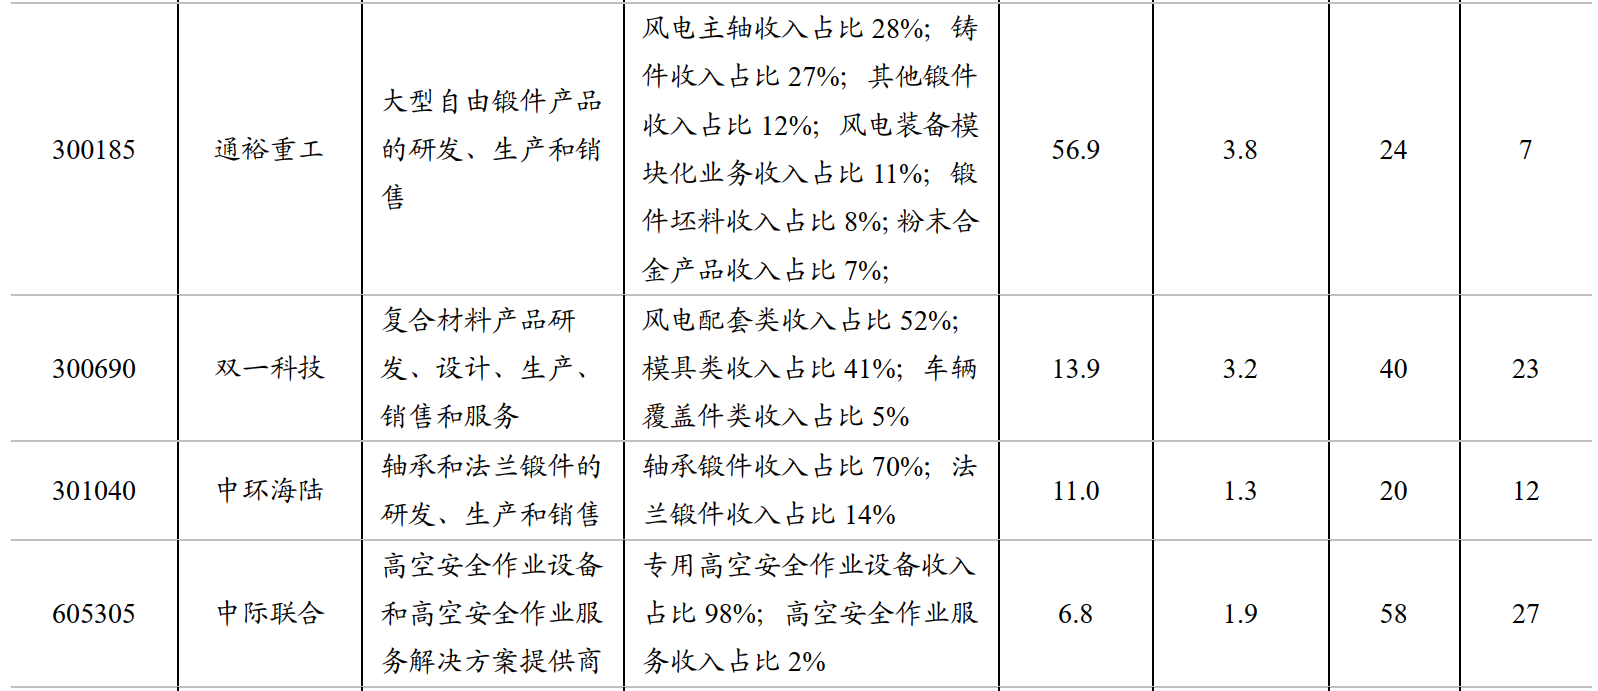 300185
通裕重工
大型自由锻件产品
的研发、生产和销
售
风电主轴收入占比 28%；铸
件收入占比 27%；其他锻件
收入占比 12%；风电装备模
块化业务收入占比 11%；锻
件坯料收入占比 8%; 粉末合
金产品收入占比 7%;
56.9
3.8
24
7
300690
双一科技
复合材料产品研
发、设计、生产、
销售和服务
风电配套类收入占比 52%;
模具类收入占比 41%；车辆
覆盖件类收入占比 5%
13.9
3.2
40
23
301040
中环海陆
轴承和法兰锻件的
研发、生产和销售
轴承锻件收入占比 70%；法
兰锻件收入占比 14%
11.0
1.3
20
12
605305
中际联合
高空安全作业设备
和高空安全作业服
务解决方案提供商
专用高空安全作业设备收入
占比 98%；高空安全作业服
务收入占比 2%
6.8
1.9
58
27